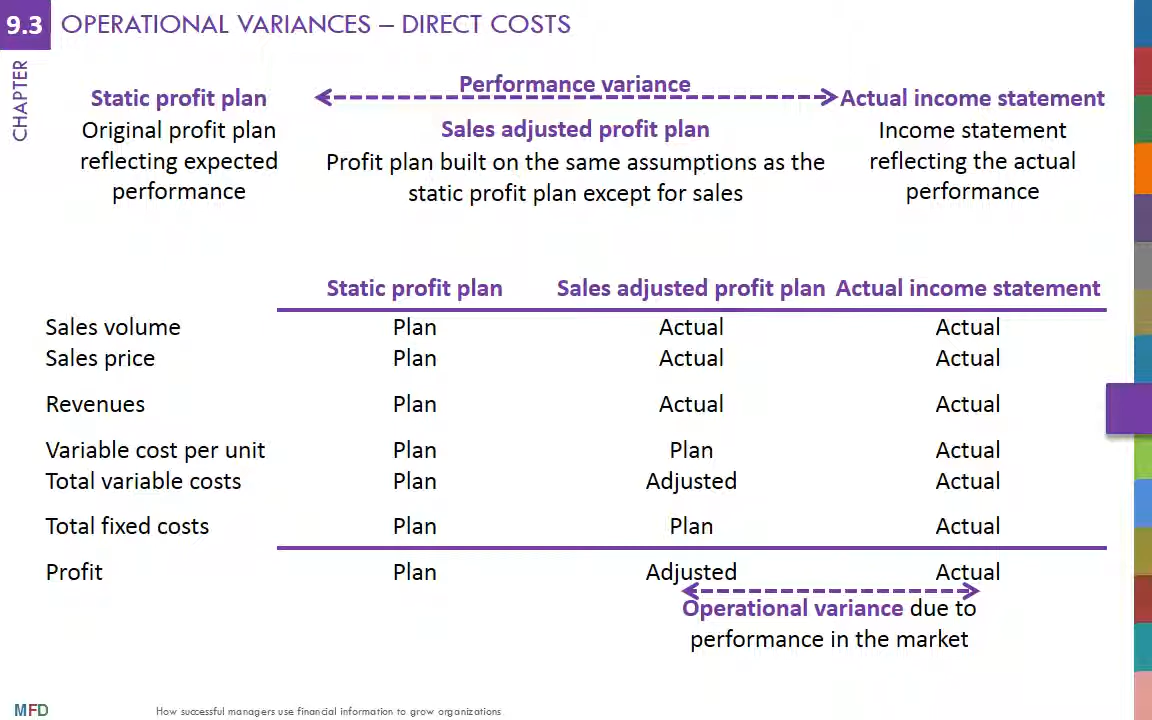 9.3 OPERATIONAL VARIANCES – DIRECT COSTS
CHAPTER
Performance variance
Static profit plan
Actual income statement
Original profit plan
reflecting expected
performance
Sales adjusted profit plan
Profit plan built on the same assumptions as the
static profit plan except for sales
Income statement
reflecting the actual
performance
Static profit plan Sales adjusted profit plan Actual income statement
Sales volume Plan Actual Actual
Sales price Plan Actual Actual
Revenues Plan Actual Actual
Variable cost per unit Plan Plan Actual
Total variable costs Plan Adjusted Actual
Total fixed costs Plan Plan Actual
Profit Plan Adjusted Actual
Operational variance due to
performance in the market
MFD How successful managers use financial information to grow organizations